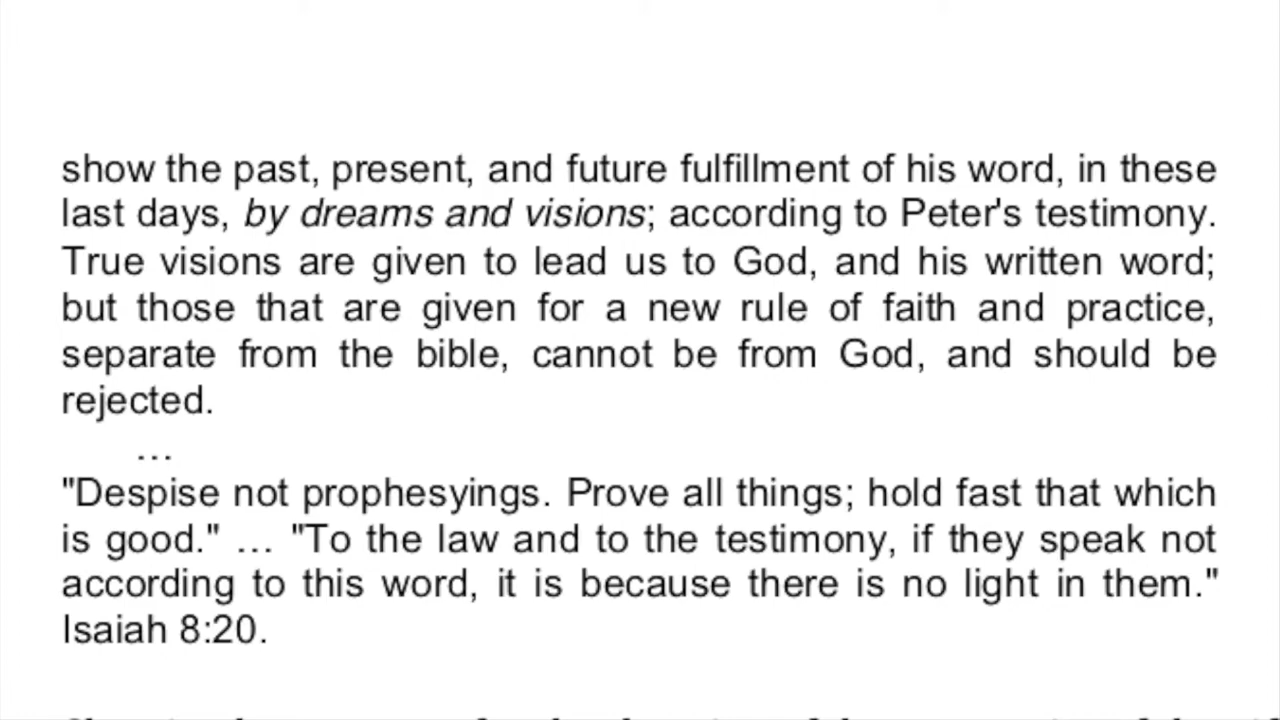 show the past, present, and future fulfillment of his word, in these
last days, by dreams and visions; according to Peter's testimony.
True visions are given to lead us to God, and his written word;
but those that are given for a new rule of faith and practice,
separate from the bible, cannot be from God, and should be
rejected.
…
"Despise not prophesyings. Prove all things; hold fast that which
is good." … "To the law and to the testimony, if they speak not
according to this word, it is because there is no light in them."
Isaiah 8:20.